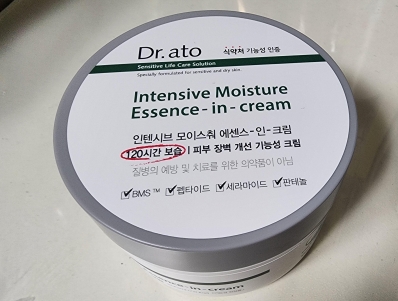 Dr.ato
식약처 기능성 인증
Sensitive Life Care Solution
Specially formulated for sensitive and dry skin.
Intensive Moisture
Essence-in-cream
인텐시브 모이스춰 에센스-인-크림
120시간 보습 | 피부 장벽 개선 기능성 크림
질병의 예방 및 치료를 위한 의약품이 아님
BMS™ 펩타이드 세라마이드 판테놀
ence-in-cream